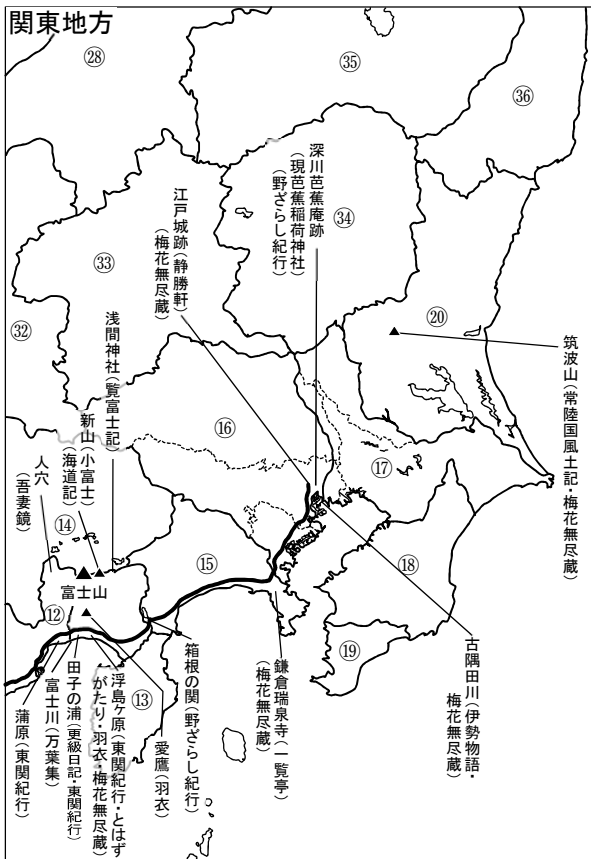 関東地方
㉘
㉟
㊱
深川芭蕉庵跡
（現芭蕉稲荷神社）
（野ざらし紀行）
江戸城跡（静勝軒）
（梅花無尽蔵）
㉞
㉝
⑳
㉜
筑波山（常陸国風土記・梅花無尽蔵）
浅間神社（覧富士記）
新山（小富士）
（海道記）
人穴
（吾妻鏡）
⑯
⑰
⑭
⑮
⑱
富士山
⑫
⑲
⑬
古隅田川（伊勢物語・
梅花無尽蔵）
鎌倉瑞泉寺（一覧亭）
（梅花無尽蔵）
箱根の関（野ざらし紀行）
愛鷹（羽衣）
浮島ヶ原（東関紀行・とはず
がたり・羽衣・梅花無尽蔵）
田子の浦（更級日記・東関紀行）
富士川（万葉集）
蒲原（東関紀行）